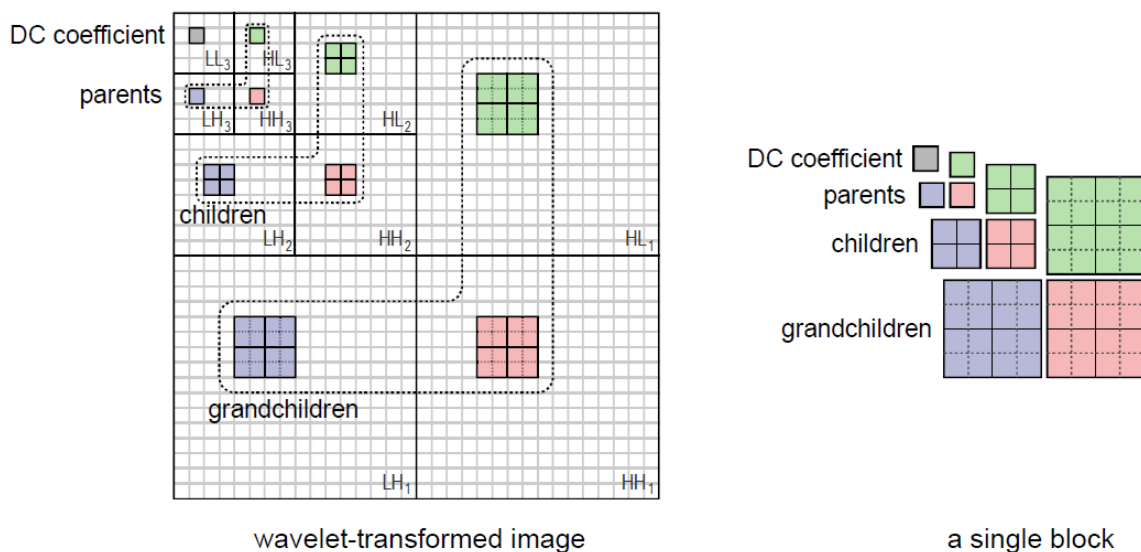 DC coefficient
LL3 HL3
parents
LH3 HH3 HL2
children
LH2 HH2 HL1
grandchildren
LH1 HH1
wavelet-transformed image
DC coefficient
parents
children
grandchildren
a single block